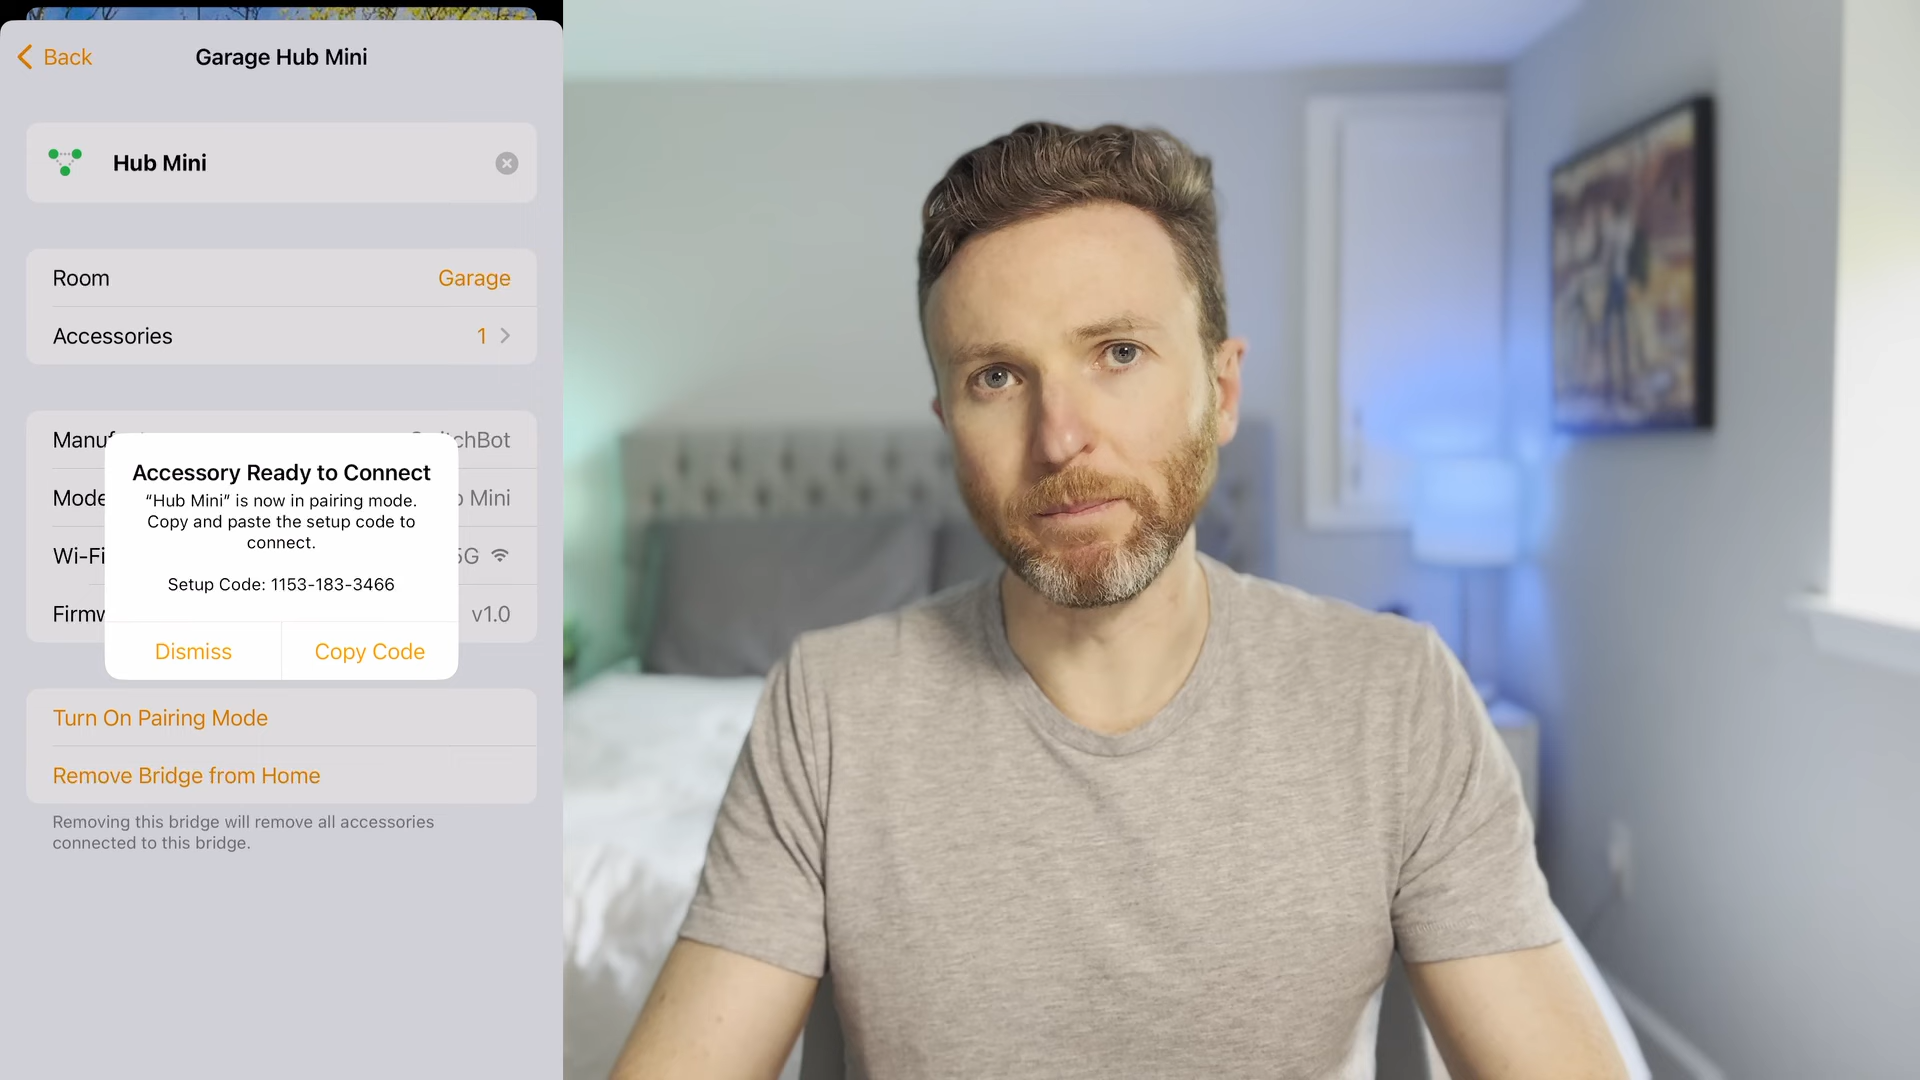 Back
Garage Hub Mini
Hub Mini
Room Garage
Accessories 1
Accessory Ready to Connect
“Hub Mini” is now in pairing mode.
Copy and paste the setup code to
connect.
Setup Code: 1153-183-3466
v1.0
Dismiss Copy Code
Turn On Pairing Mode
Remove Bridge from Home
Removing this bridge will remove all accessories
connected to this bridge.